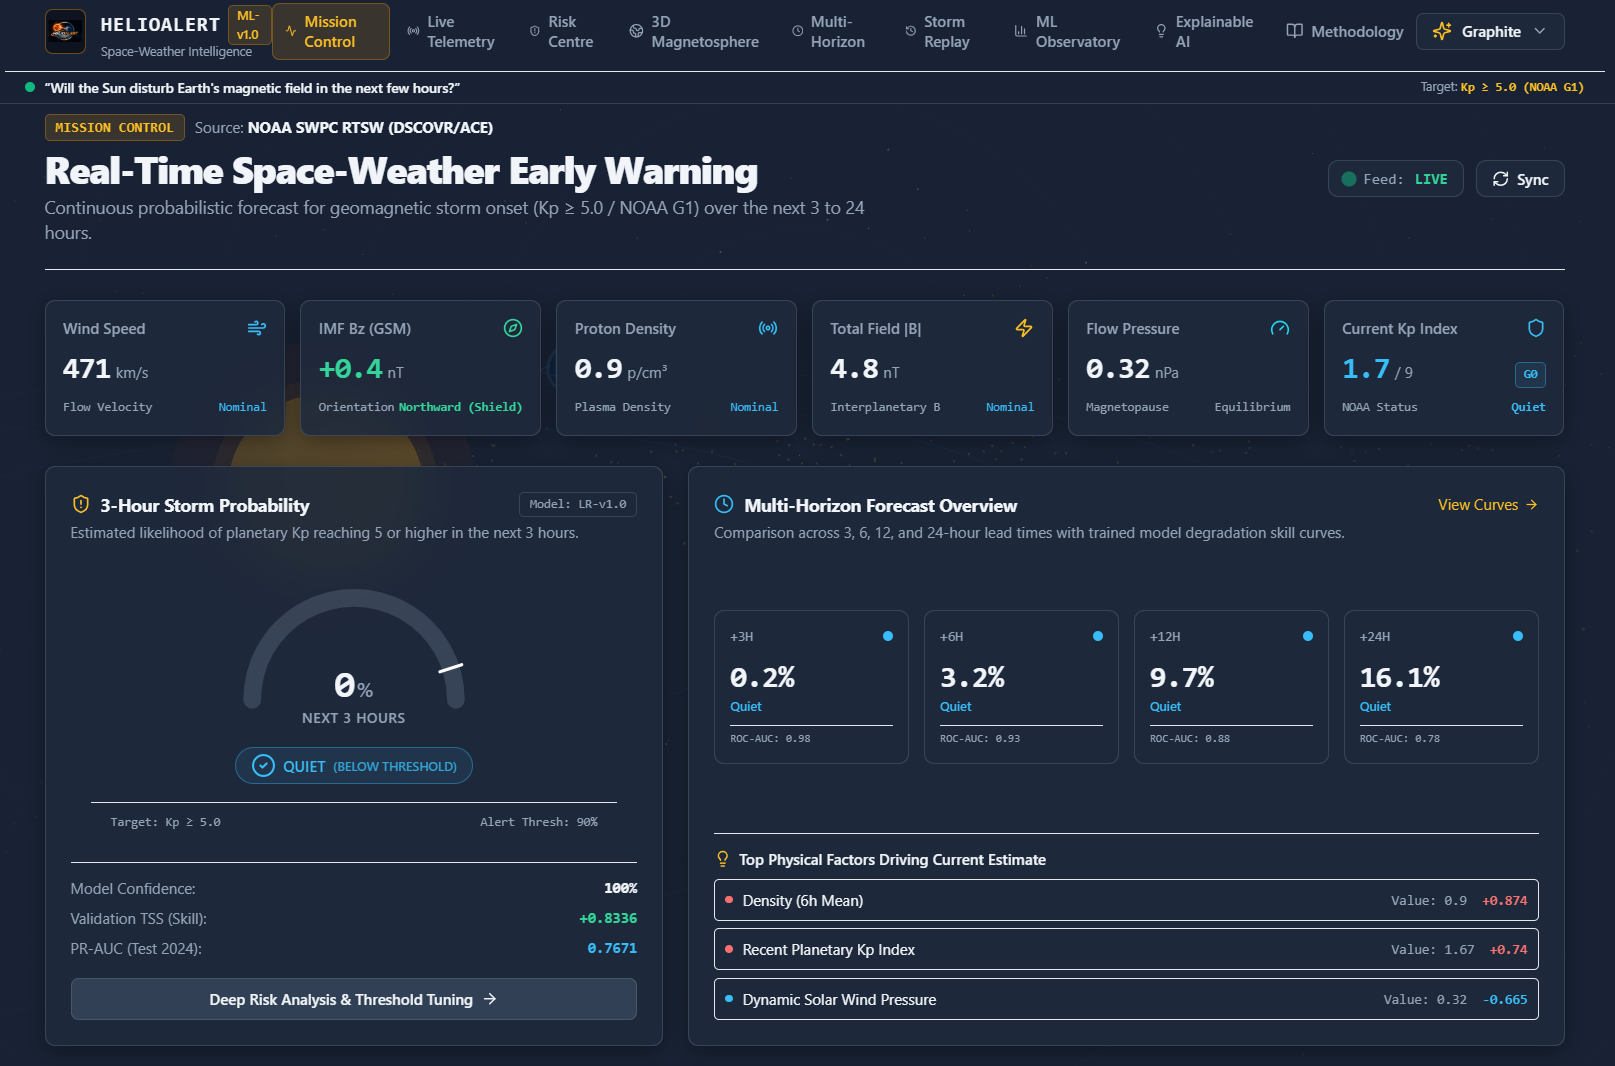 HELIOALERT
ML-
v1.0
Space-Weather Intelligence
Mission
Control
Live
Telemetry
Risk
Centre
3D
Magnetosphere
Multi-
Horizon
Storm
Replay
ML
Observatory
Explainable
AI
Methodology
Graphite
“Will the Sun disturb Earth's magnetic field in the next few hours?”
Target: Kp ≥ 5.0 (NOAA G1)
MISSION CONTROL Source: NOAA SWPC RTSW (DSCOVR/ACE)
Real-Time Space-Weather Early Warning
Feed: LIVE
Sync
Continuous probabilistic forecast for geomagnetic storm onset (Kp ≥ 5.0 / NOAA G1) over the next 3 to 24
hours.
Wind Speed
471 km/s
Flow Velocity Nominal
IMF Bz (GSM)
+0.4 nT
Orientation Northward (Shield)
Proton Density
0.9 p/cm³
Plasma Density Nominal
Total Field |B|
4.8 nT
Interplanetary B Nominal
Flow Pressure
0.32 nPa
Magnetopause Equilibrium
Current Kp Index
1.7 / 9
G0
NOAA Status Quiet
3-Hour Storm Probability
Model: LR-v1.0
Estimated likelihood of planetary Kp reaching 5 or higher in the next 3 hours.
0%
NEXT 3 HOURS
QUIET (BELOW THRESHOLD)
Target: Kp ≥ 5.0 Alert Thresh: 90%
Model Confidence: 100%
Validation TSS (Skill): +0.8336
PR-AUC (Test 2024): 0.7671
Deep Risk Analysis & Threshold Tuning →
Multi-Horizon Forecast Overview
View Curves →
Comparison across 3, 6, 12, and 24-hour lead times with trained model degradation skill curves.
+3H
0.2%
Quiet
ROC-AUC: 0.98
+6H
3.2%
Quiet
ROC-AUC: 0.93
+12H
9.7%
Quiet
ROC-AUC: 0.88
+24H
16.1%
Quiet
ROC-AUC: 0.78
Top Physical Factors Driving Current Estimate
Density (6h Mean) Value: 0.9 +0.874
Recent Planetary Kp Index Value: 1.67 +0.74
Dynamic Solar Wind Pressure Value: 0.32 -0.665